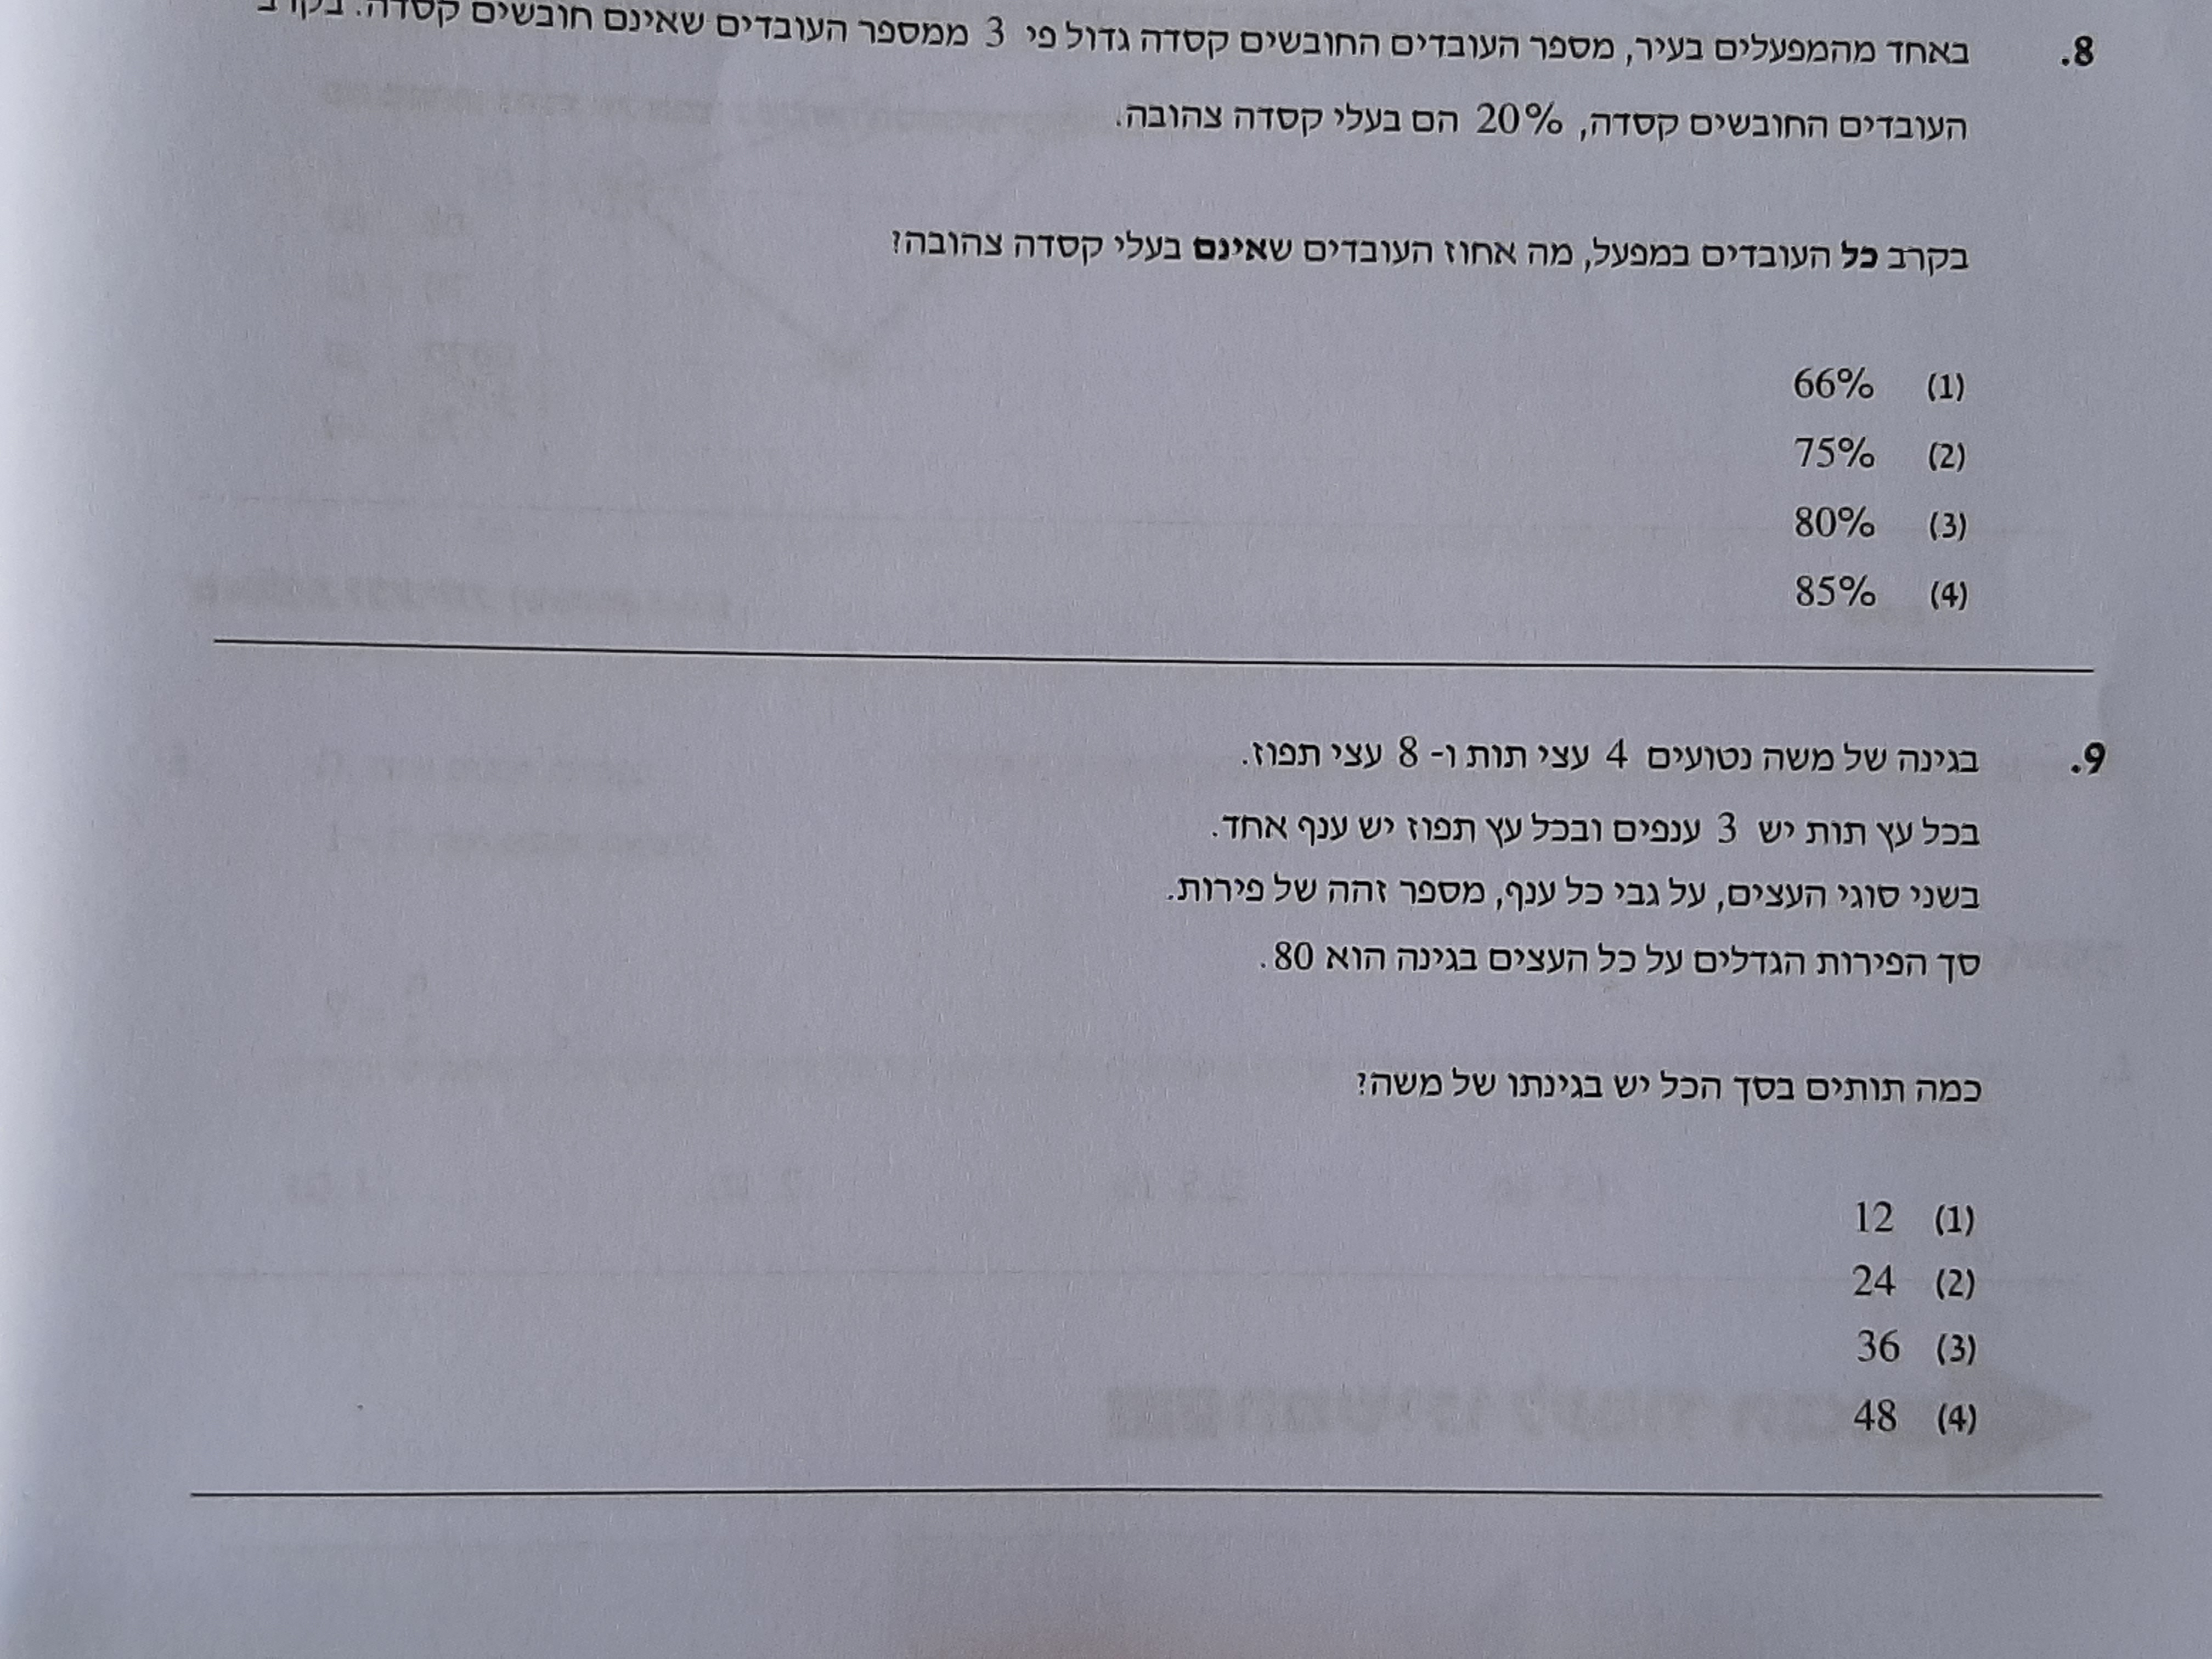 8. באחד מהמפעלים בעיר, מספר העובדים החובשים קסדה גדול פי 3 ממספר העובדים שאינם חובשים קסדה. בקרב
העובדים החובשים קסדה, 20% הם בעלי קסדה צהובה.
בקרב כל העובדים במפעל, מה אחוז העובדים שאינם בעלי קסדה צהובה?
(1) 66%
(2) 75%
(3) 80%
(4) 85%
9. בגינה של משה נטועים 4 עצי תות ו- 8 עצי תפוז.
בכל עץ תות יש 3 ענפים ובכל עץ תפוז יש ענף אחד.
בשני סוגי העצים, על גבי כל ענף, מספר זהה של פירות.
סך הפירות הגדלים על כל העצים בגינה הוא 80.
כמה תותים בסך הכל יש בגינתו של משה?
(1) 12
(2) 24
(3) 36
(4) 48